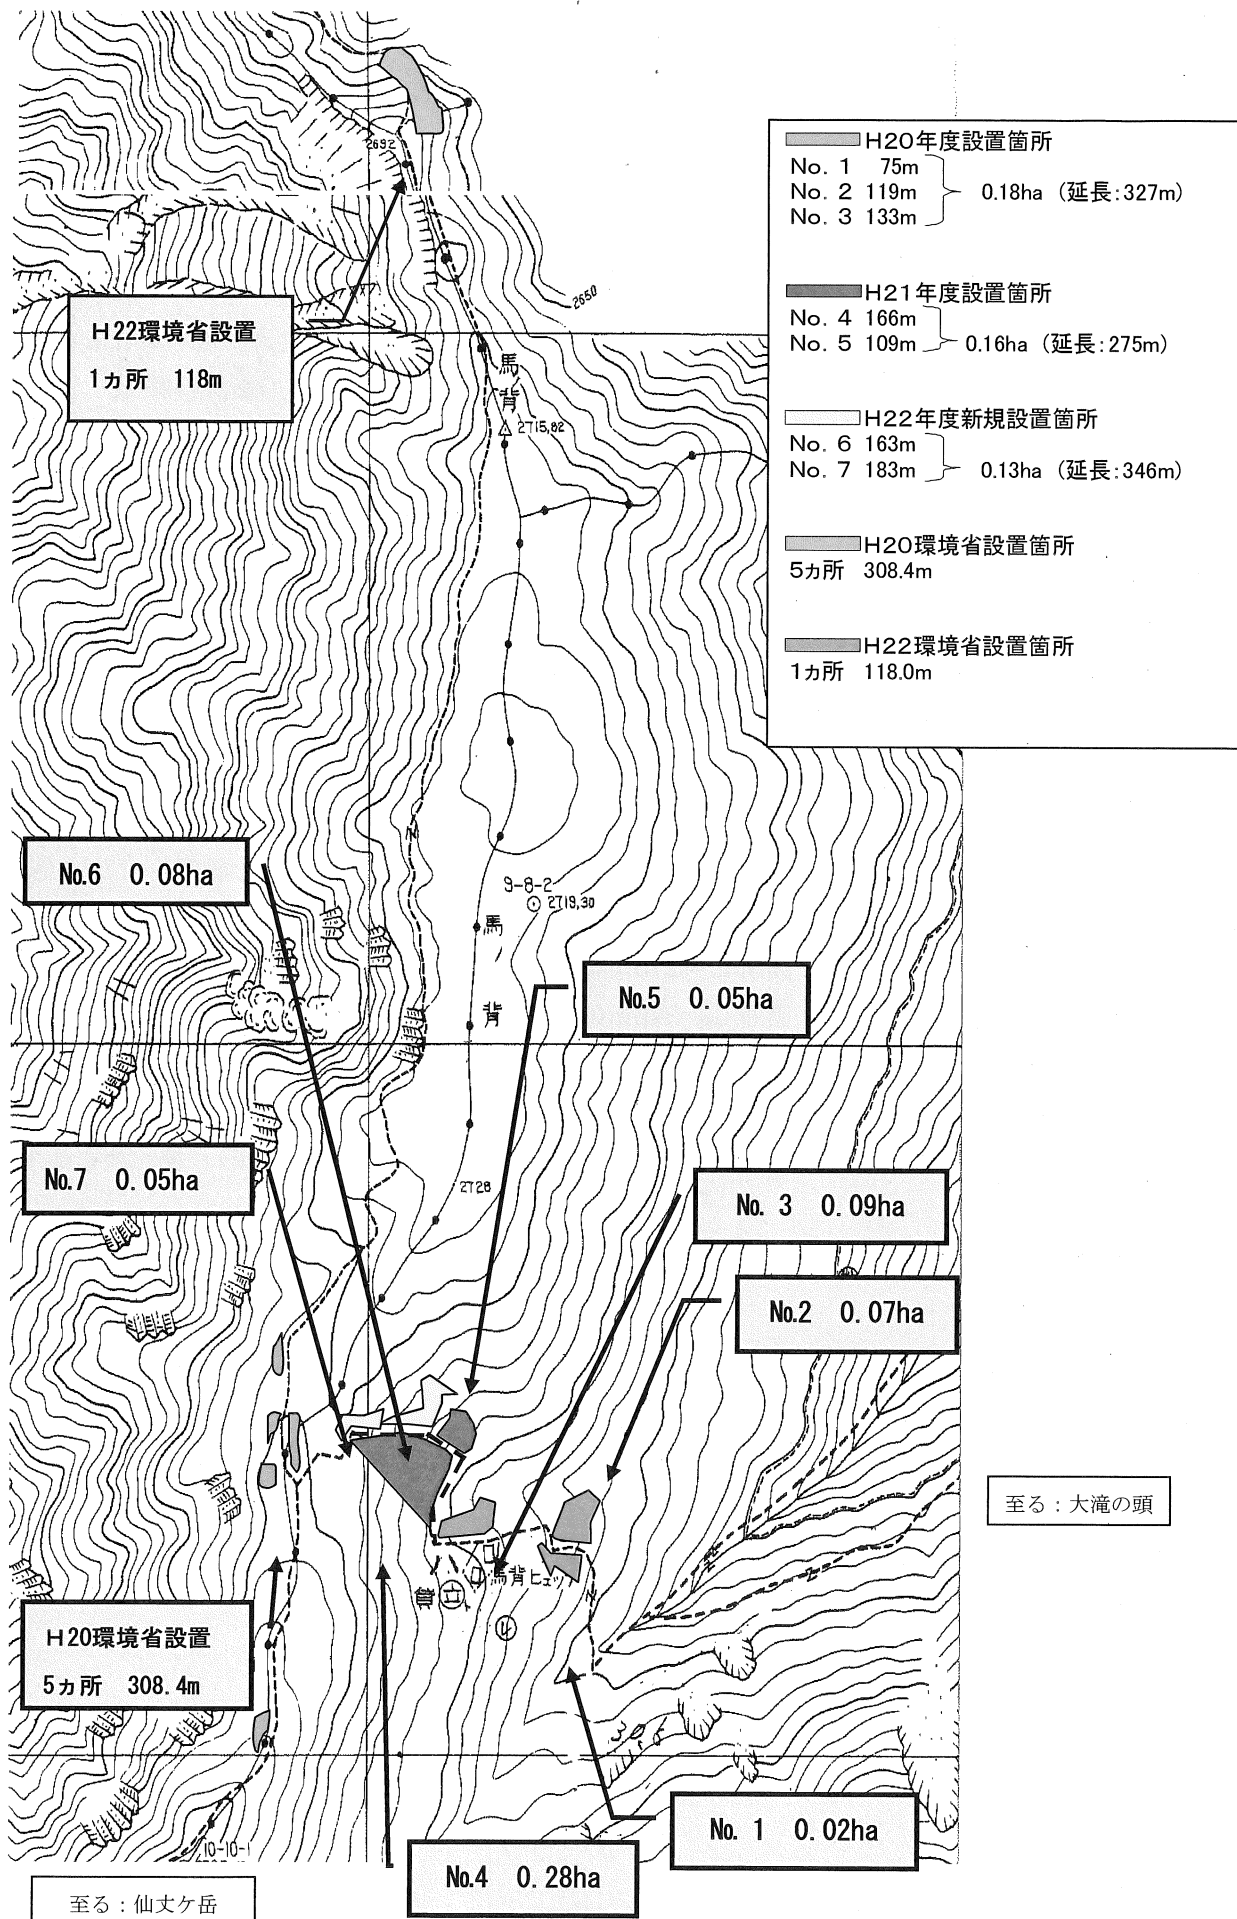 2692
H20年度設置箇所
No. 1 75m
No. 2 119m
No. 3 133m
0.18ha (延長:327m)
H21年度設置箇所
No. 4 166m
No. 5 109m
0.16ha (延長:275m)
H22年度新規設置箇所
No. 6 163m
No. 7 183m
0.13ha (延長:346m)
H20環境省設置箇所
5ヵ所 308.4m
H22環境省設置箇所
1ヵ所 118.0m
2650
H22環境省設置
1ヵ所 118m
馬
背
2715,82
No.6 0.08ha
9-8-2
2719,30
馬
背
No.5 0.05ha
No.7 0.05ha
2728
No. 3 0.09ha
No.2 0.07ha
至る：大滝の頭
馬背ヒュッテ
H20環境省設置
5ヵ所 308.4m
No. 1 0.02ha
10-10-1
No.4 0.28ha
至る：仙丈ケ岳